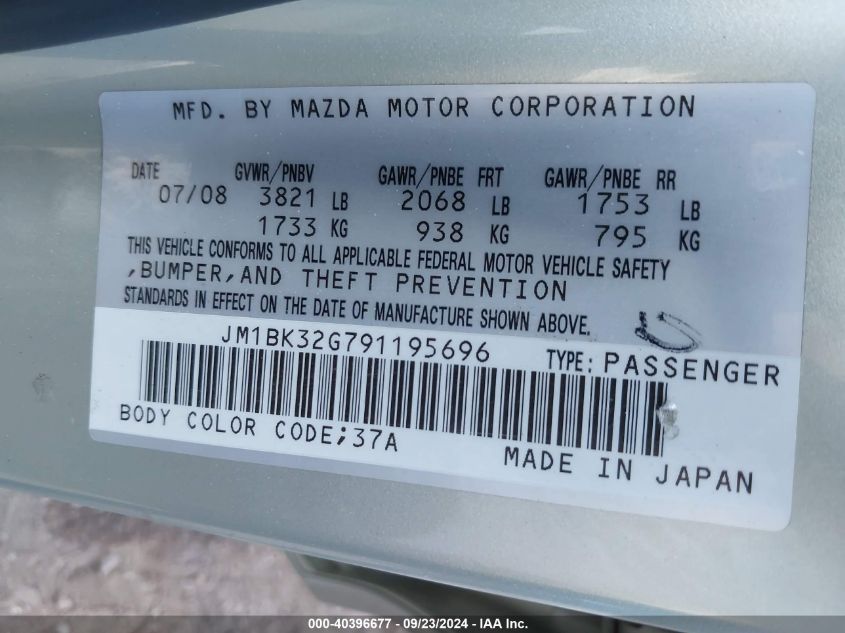 MFD. BY MAZDA MOTOR CORPORATION
DATE GVWR/PNBV GAWR/PNBE FRT GAWR/PNBE RR
07/08 3821 LB 2068 LB 1753 LB
1733 KG 938 KG 795 KG
THIS VEHICLE CONFORMS TO ALL APPLICABLE FEDERAL MOTOR VEHICLE SAFETY
,BUMPER,AND THEFT PREVENTION
STANDARDS IN EFFECT ON THE DATE OF MANUFACTURE SHOWN ABOVE.
JM1BK32G791195696 TYPE: PASSENGER
BODY COLOR CODE;37A
MADE IN JAPAN
000-40396677 - 09/23/2024 - IAA Inc.